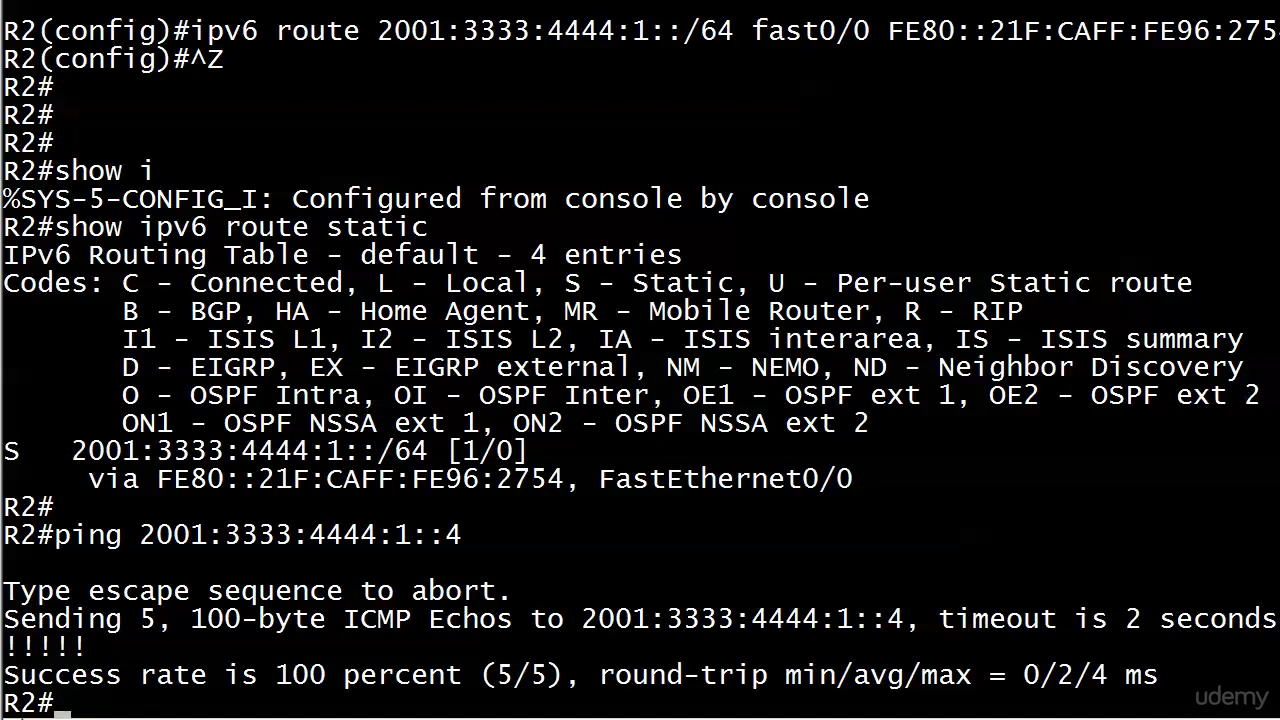 R2(config)#ipv6 route 2001:3333:4444:1::/64 fast0/0 FE80::21F:CAFF:FE96:275
R2(config)#^Z
R2#
R2#
R2#
R2#show i
%SYS-5-CONFIG_I: Configured from console by console
R2#show ipv6 route static
IPv6 Routing Table - default - 4 entries
Codes: C - Connected, L - Local, S - Static, U - Per-user Static route
       B - BGP, HA - Home Agent, MR - Mobile Router, R - RIP
       I1 - ISIS L1, I2 - ISIS L2, IA - ISIS interarea, IS - ISIS summary
       D - EIGRP, EX - EIGRP external, NM - NEMO, ND - Neighbor Discovery
       O - OSPF Intra, OI - OSPF Inter, OE1 - OSPF ext 1, OE2 - OSPF ext 2
       ON1 - OSPF NSSA ext 1, ON2 - OSPF NSSA ext 2
S   2001:3333:4444:1::/64 [1/0]
     via FE80::21F:CAFF:FE96:2754, FastEthernet0/0
R2#
R2#ping 2001:3333:4444:1::4
Type escape sequence to abort.
Sending 5, 100-byte ICMP Echos to 2001:3333:4444:1::4, timeout is 2 seconds
!!!!!
Success rate is 100 percent (5/5), round-trip min/avg/max = 0/2/4 ms
R2#
udemy